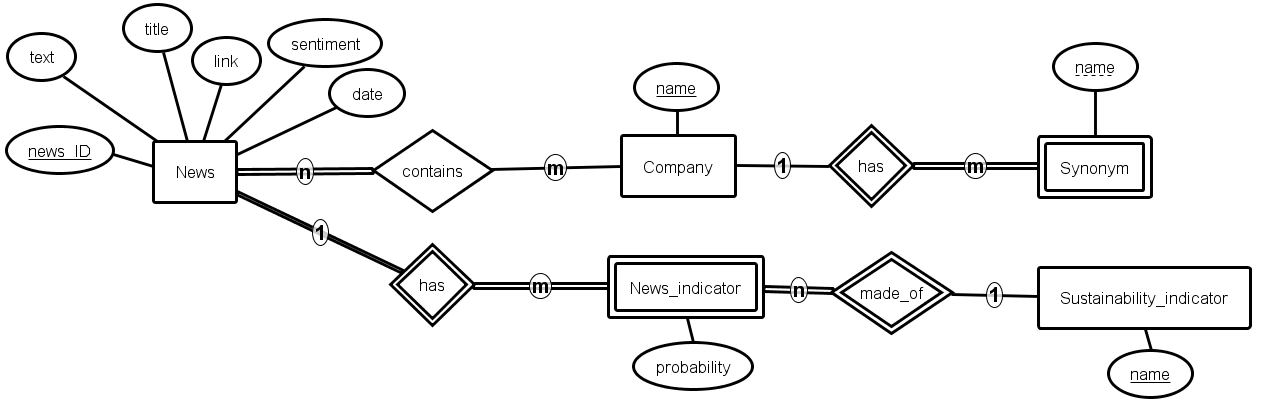 title
sentiment
text
link
name
name
date
news_ID
News
n
contains
m
Company
1
has
m
Synonym
1
has
m
News_indicator
n
made_of
1
Sustainability_indicator
probability
name